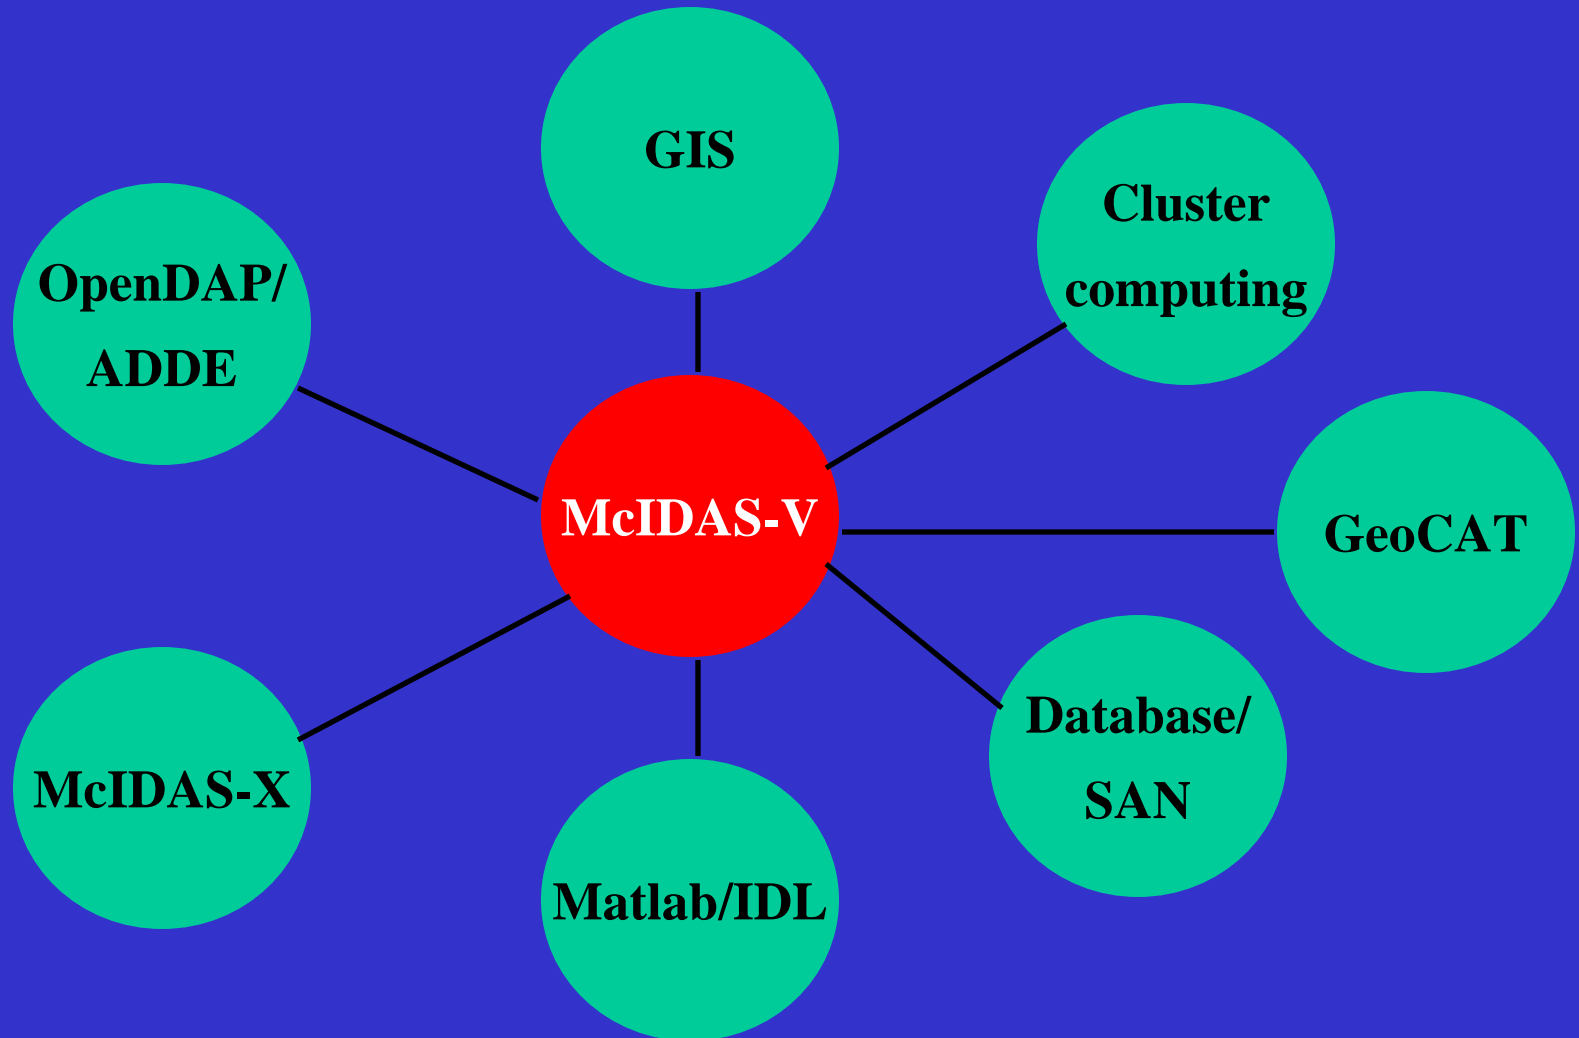 GIS
Cluster
computing
OpenDAP/
ADDE
McIDAS-V
GeoCAT
Database/
SAN
McIDAS-X
Matlab/IDL